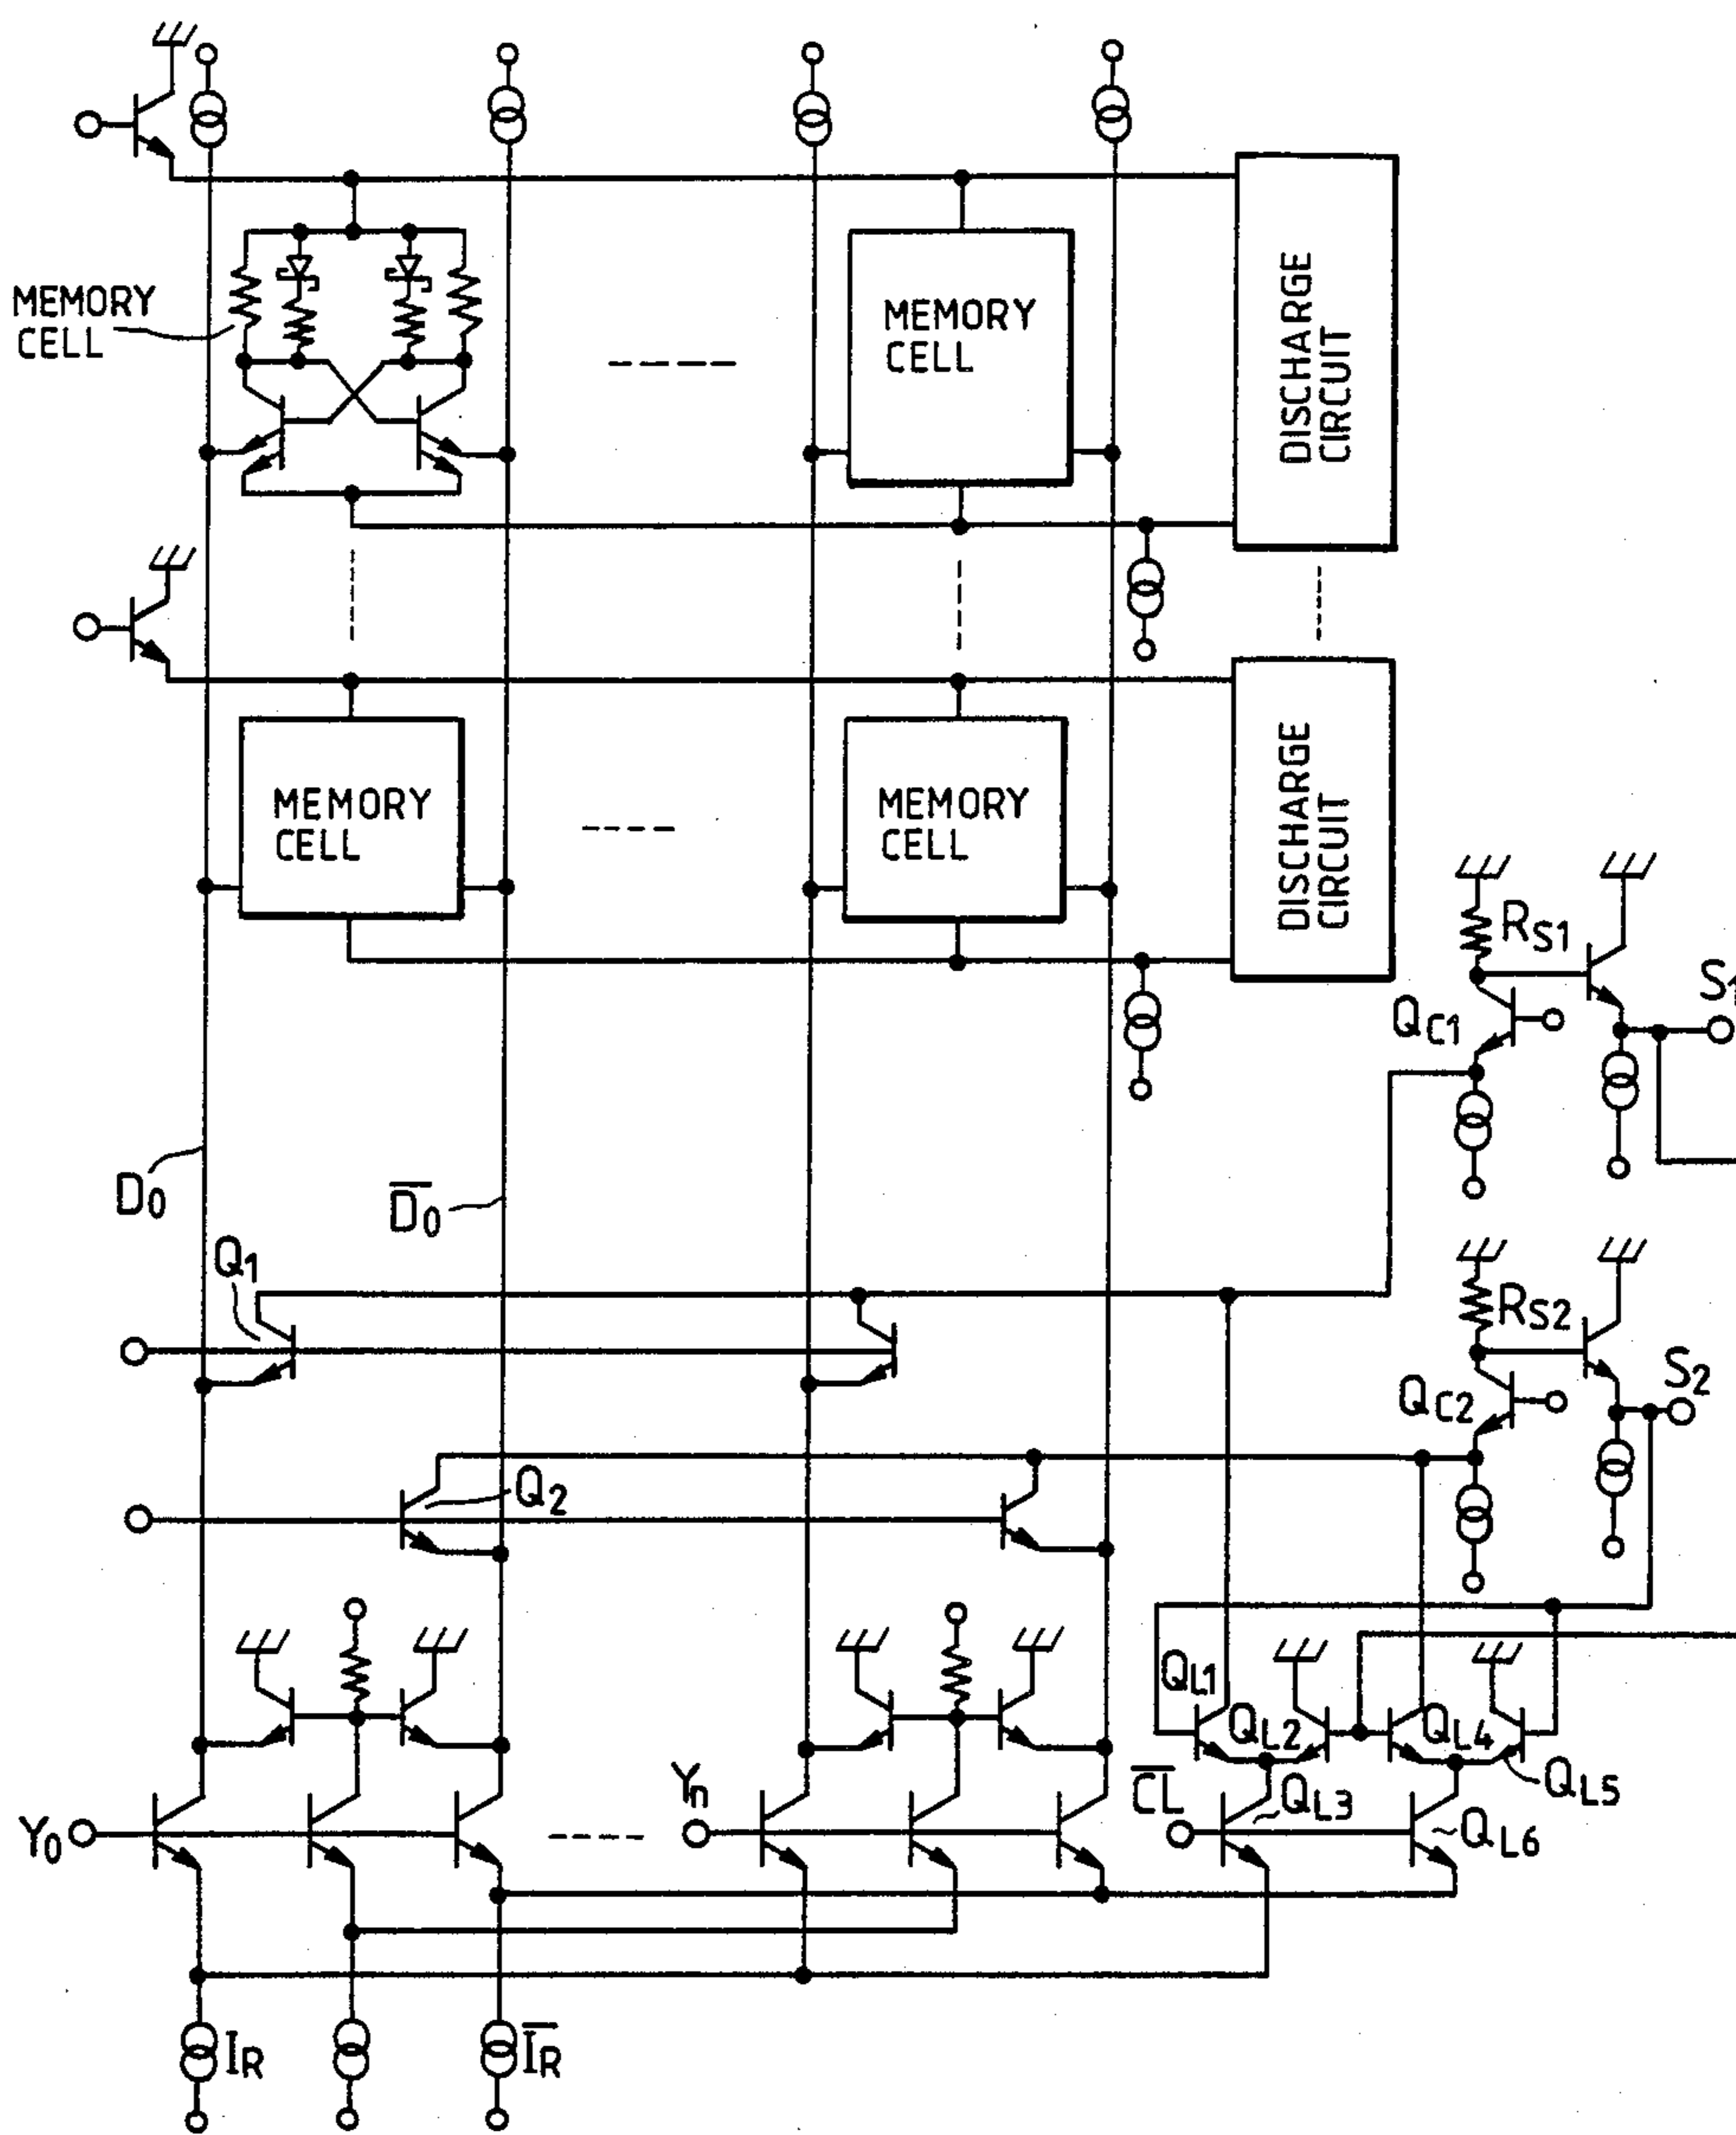 MEMORY
CELL
MEMORY
CELL
DISCHARGE
CIRCUIT
MEMORY
CELL
MEMORY
CELL
DISCHARGE
CIRCUIT
RS1
QC1
S1
D0
D̅0̅
Q1
RS2
QC2
S2
Q2
QL1
QL2
QL4
QL5
Y0
Yn
C̅L̅
QL3
QL6
IR
I̅R̅